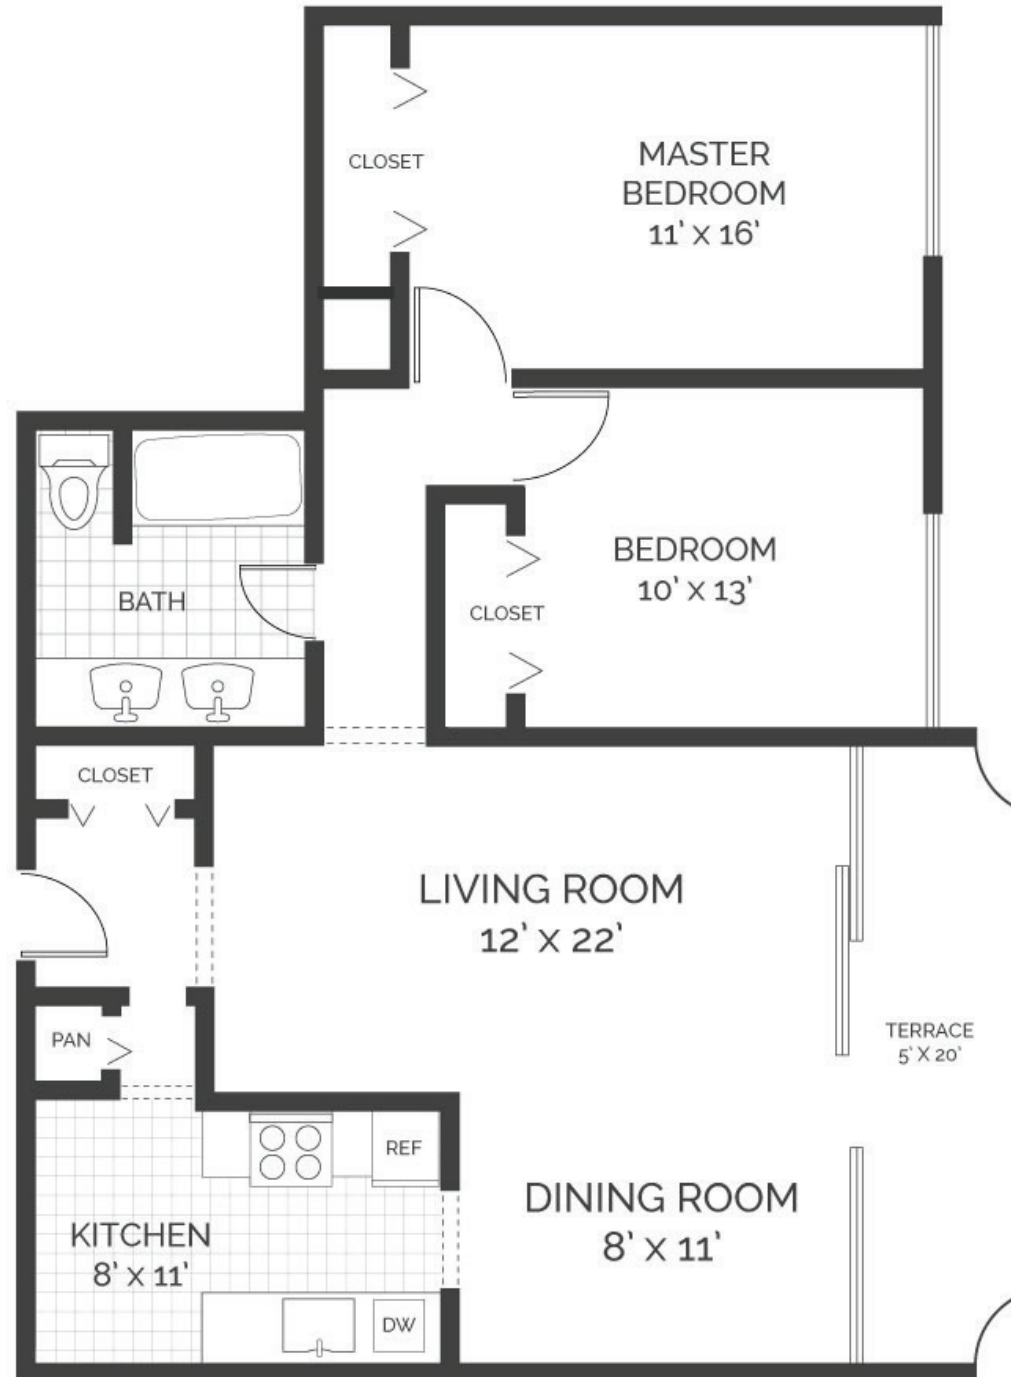 CLOSET
MASTER
BEDROOM
11' X 16'
BEDROOM
10' X 13'
CLOSET
BATH
CLOSET
LIVING ROOM
12' X 22'
TERRACE
5' X 20'
PAN
REF
KITCHEN
8' X 11'
DINING ROOM
8' X 11'
DW